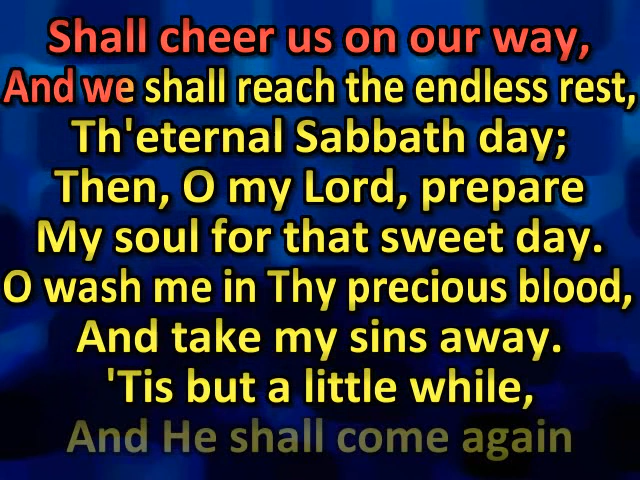 Shall cheer us on our way,
And we shall reach the endless rest,
Th'eternal Sabbath day;
Then, O my Lord, prepare
My soul for that sweet day.
O wash me in Thy precious blood,
And take my sins away.
'Tis but a little while,
And He shall come again